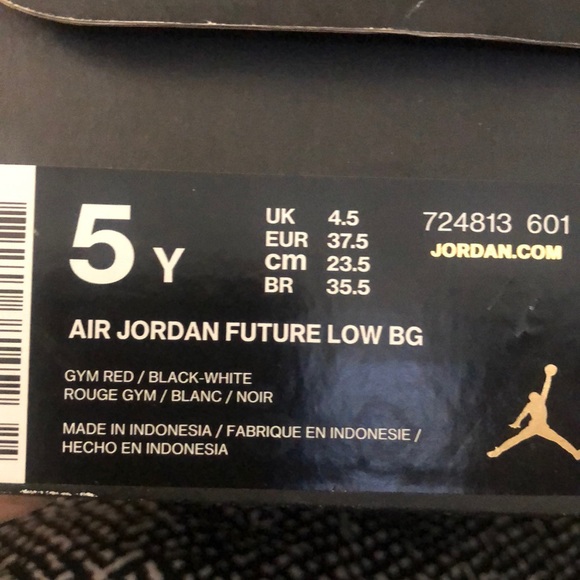 5 Y
UK 4.5
EUR 37.5
cm 23.5
BR 35.5
724813 601
JORDAN.COM
AIR JORDAN FUTURE LOW BG
GYM RED / BLACK-WHITE
ROUGE GYM / BLANC / NOIR
MADE IN INDONESIA / FABRIQUE EN INDONESIE /
HECHO EN INDONESIA